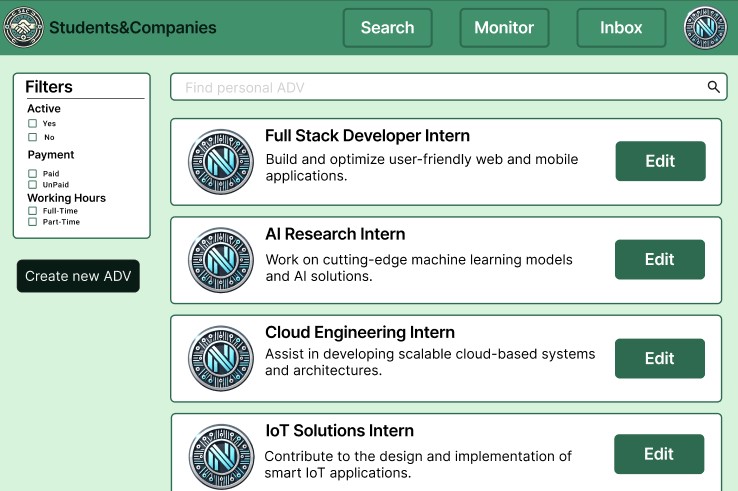 SAC
Students&Companies
Search
Monitor
Inbox
Filters
Active
Yes
No
Payment
Paid
UnPaid
Working Hours
Full-Time
Part-Time
Create new ADV
Find personal ADV
Full Stack Developer Intern
Build and optimize user-friendly web and mobile
applications.
Edit
AI Research Intern
Work on cutting-edge machine learning models
and AI solutions.
Edit
Cloud Engineering Intern
Assist in developing scalable cloud-based systems
and architectures.
Edit
IoT Solutions Intern
Contribute to the design and implementation of
smart IoT applications.
Edit